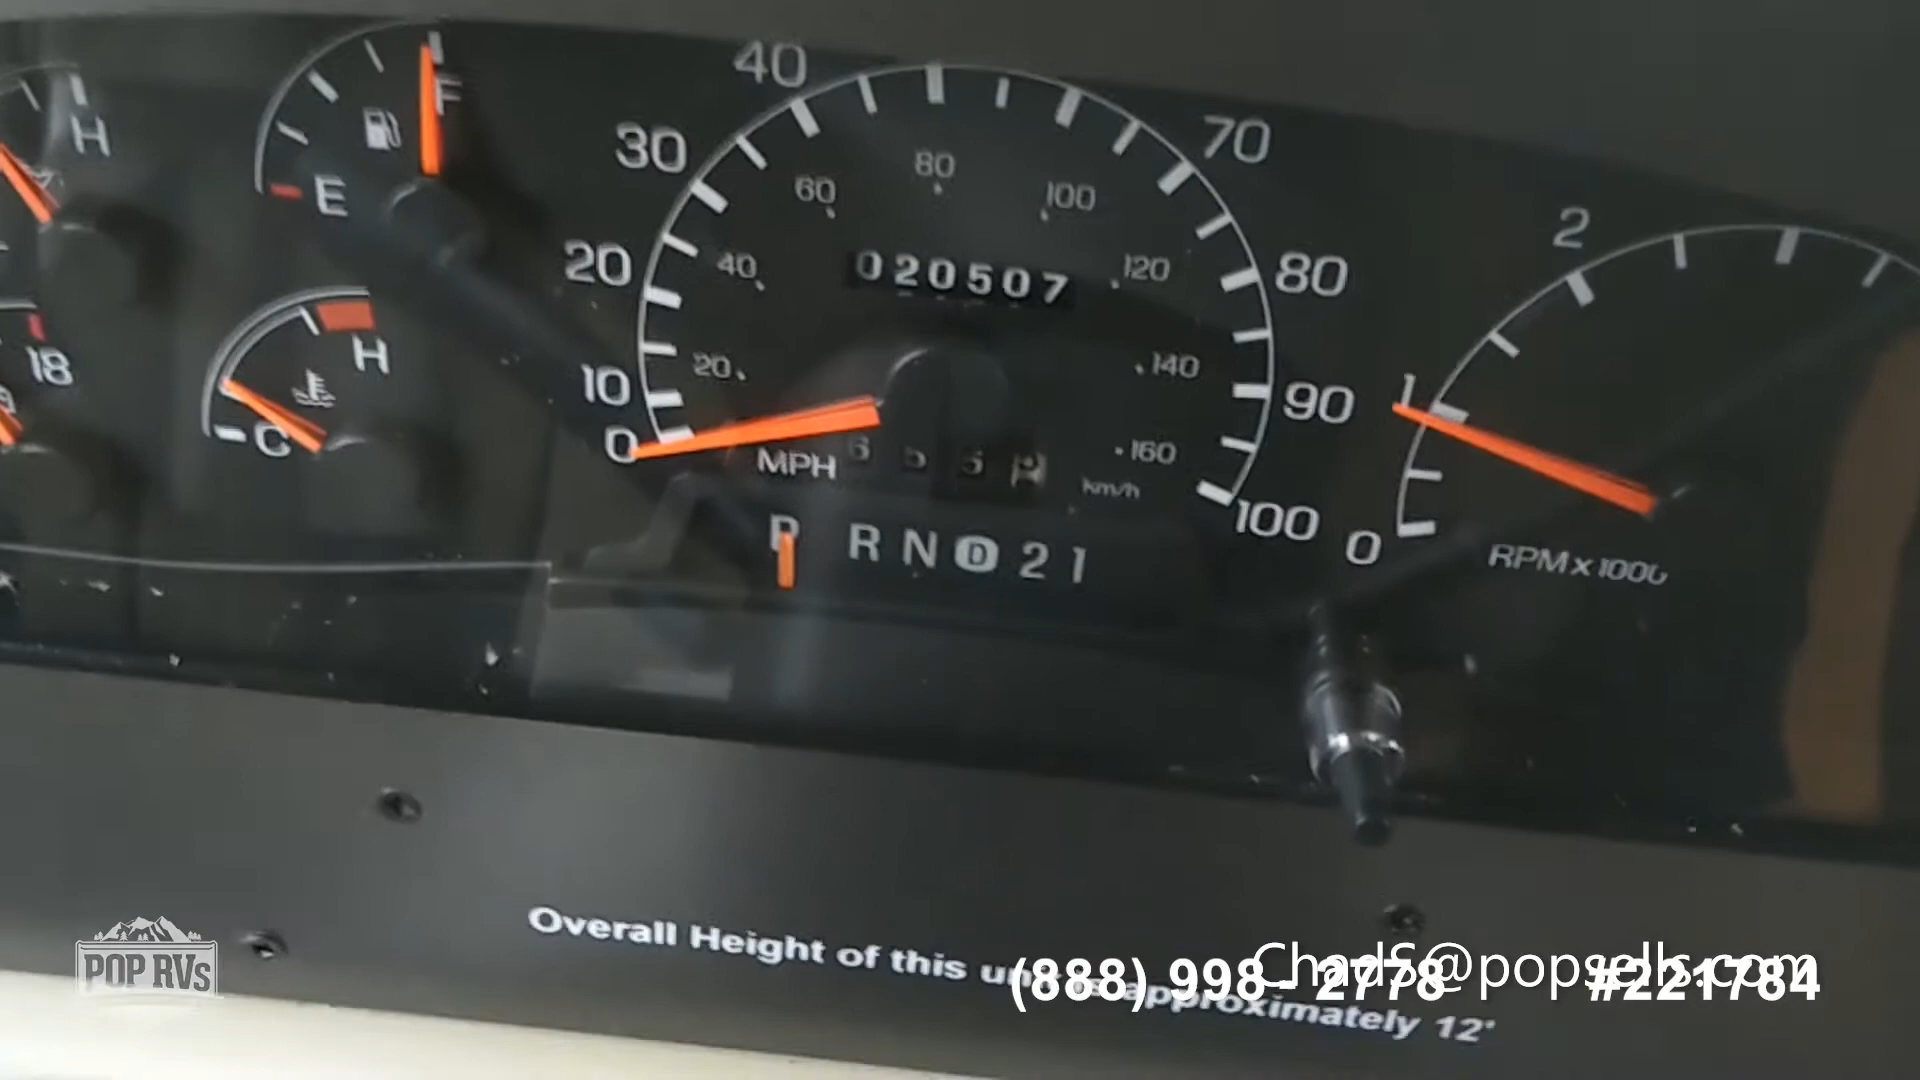 H
F
E
H
C
18
0
10
20
30
40
70
80
90
100
20
40
60
80
100
120
140
160
020507
MPH
km/h
P R N D 2 1
0
1
2
RPM x 1000
Overall Height of this unit is approximately 12'
POP RVs
ChadS@popsells.com
(888) 998 - 2778
#221784